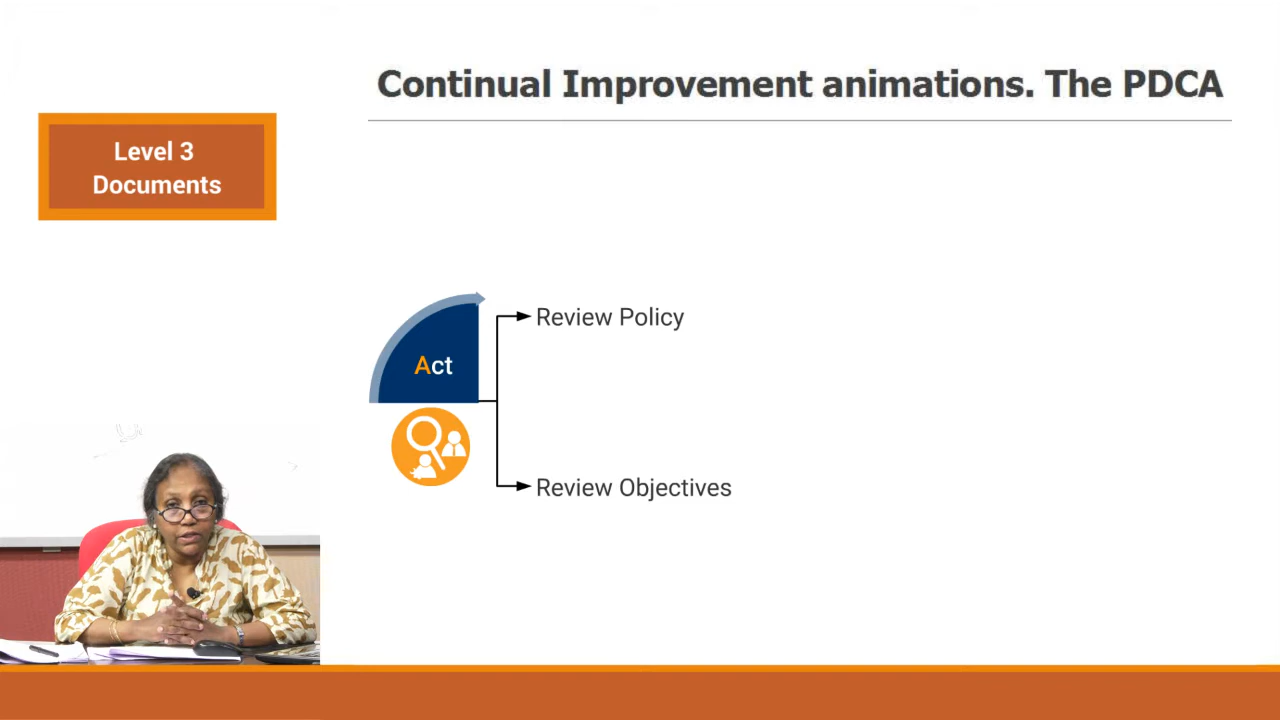 Continual Improvement animations. The PDCA
Level 3
Documents
Review Policy
Act
Review Objectives